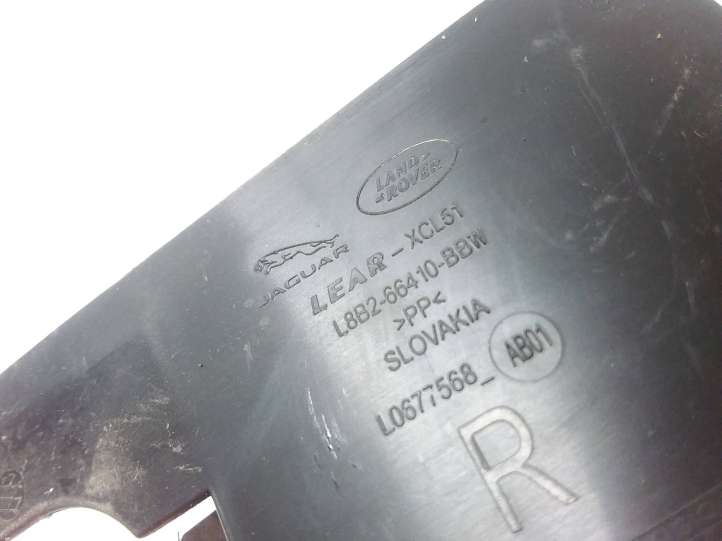 LAND-
-ROVER
JAGUAR
LEAR-XCL51
L8B2-66410-BBW
>PP<
SLOVAKIA
L0677568_ AB01
R